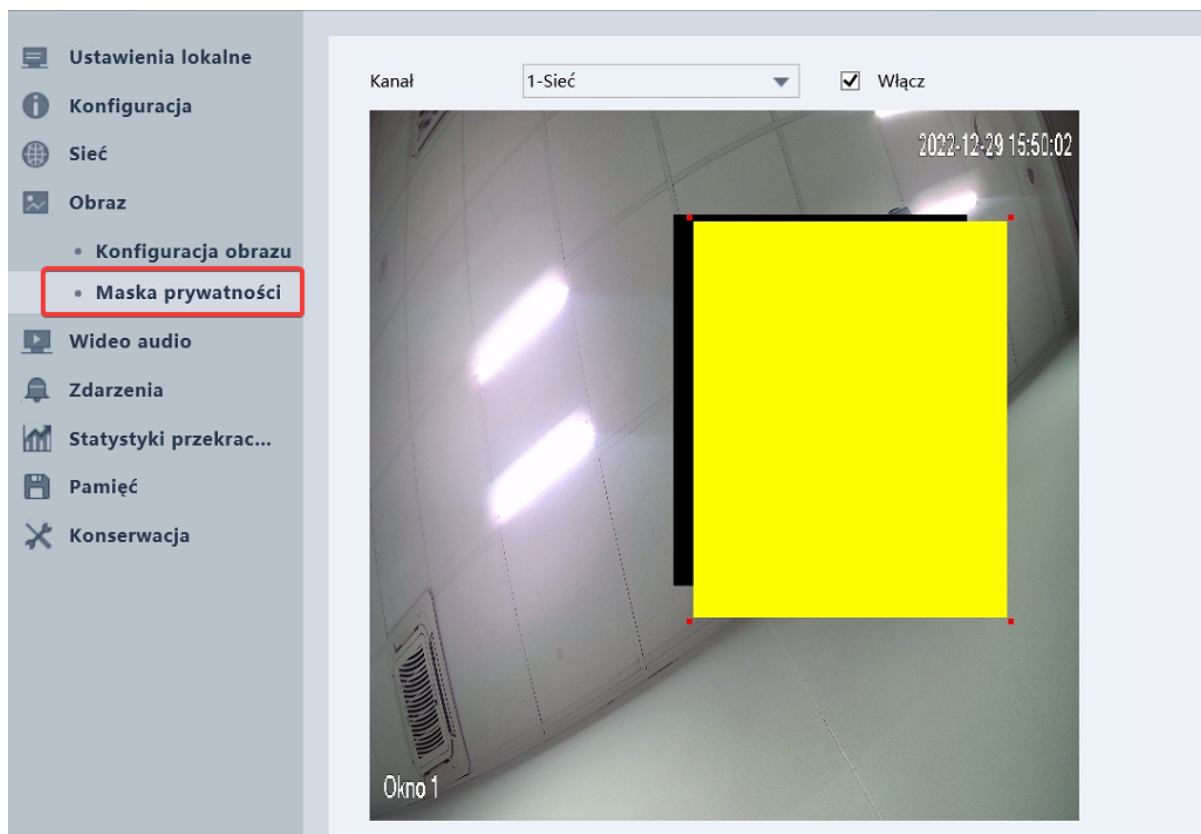 Ustawienia lokalne
Konfiguracja
Sieć
Obraz
Konfiguracja obrazu
Maska prywatności
Wideo audio
Zdarzenia
Statystyki przekrac...
Pamięć
Konserwacja
Kanał 1-Sieć Włącz
2022-12-29 15:50:02
Okno 1